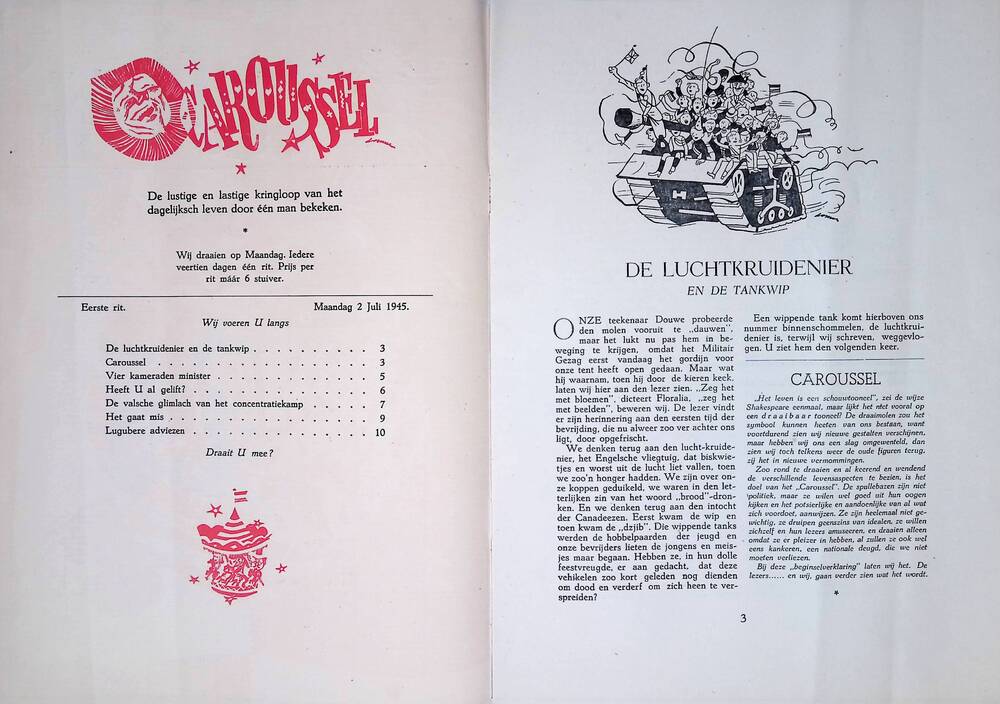 CAROUSSEL
De lustige en lastige kringloop van het
dagelijksch leven door één man bekeken.
*
Wij draaien op Maandag. Iedere
veertien dagen één rit. Prijs per
rit máár 6 stuiver.
Eerste rit. Maandag 2 Juli 1945.
Wij voeren U langs
De luchtkruidenier en de tankwip . . . . . . . . . . 3
Caroussel . . . . . . . . . . . . . . . . . 3
Vier kameraden minister . . . . . . . . . . . . . 5
Heeft U al gelift? . . . . . . . . . . . . . . . 6
De valsche glimlach van het concentratiekamp . . . . . 7
Het gaat mis . . . . . . . . . . . . . . . . 9
Lugubere adviezen . . . . . . . . . . . . . . . 10
Draait U mee?
DE LUCHTKRUIDENIER
EN DE TANKWIP
ONZE teekenaar Douwe probeerde
den molen vooruit te „dauwen”,
maar het lukt nu pas hem in be-
weging te krijgen, omdat het Militair
Gezag eerst vandaag het gordijn voor
onze tent heeft open gedaan. Maar wat
hij waarnam, toen hij door de kieren keek,
laten wij hier aan den lezer zien. „Zeg het
met bloemen”, dicteert Floralia, „zeg het
met beelden”, beweren wij. De lezer vindt
er zijn herinnering aan den eersten tijd der
bevrijding, die nu alweer zoo ver achter ons
ligt, door opgefrischt.
We denken terug aan den lucht-kruide-
nier, het Engelsche vliegtuig, dat biskwie-
tjes en worst uit de lucht liet vallen, toen
we zoo'n honger hadden. We zijn over on-
ze koppen geduikeld, we waren in den let-
terlijken zin van het woord „brood”-dron-
ken. En we denken terug aan den intocht
der Canadeezen. Eerst kwam de wip en
toen kwam de „dzjib”. Die wippende tanks
werden de hobbelpaarden der jeugd en
onze bevrijders lieten de jongens en meis-
jes maar begaan. Hebben ze, in hun dolle
feestvreugde, er aan gedacht, dat deze
vehikelen zoo kort geleden nog dienden
om dood en verderf om zich heen te ver-
spreiden?
Een wippende tank komt hierboven ons
nummer binnenschommelen, de luchtkrui-
denier is, terwijl wij schreven, weggevlo-
gen. U ziet hem den volgenden keer.
CAROUSSEL
„Het leven is een schouwtooneel”, zei de wijze
Shakespeare eenmaal, maar lijkt het niet vooral op
een draaibaar tooneel? De draaimolen zou het
symbool kunnen heeten van ons bestaan, want
voortdurend zien wij nieuwe gestalten verschijnen,
maar hebben wij ons een slag omgewenteld, dan
zien wij toch telkens weer de oude figuren terug,
zij het in nieuwe vermommingen.
Zoo rond te draaien en al keerend en wendend
de verschillende levensaspecten te bezien, is het
doel van het „Caroussel”. De spullebazen zijn niet
politiek, maar ze willen wel goed uit hun oogen
kijken en het potsierlijke en aandoenlijke van al wat
zich voordoet, aanwijzen. Ze zijn heelemaal niet ge-
wichtig, ze druipen geenszins van idealen, ze willen
zichzelf en hun lezers amuseeren, en draaien alleen
omdat ze er pleizer in hebben, al zullen ze ook wel
eens kankeren, een nationale deugd, die we niet
moeten verliezen.
Bij deze „beginselverklaring” laten wij het. De
lezers...... en wij, gaan verder zien wat het wordt.
*
3